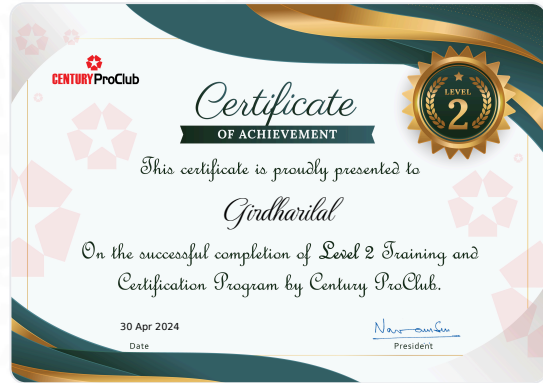 CENTURY ProClub
Certificate
OF ACHIEVEMENT
LEVEL
2
This certificate is proudly presented to
Girdharilal
On the successful completion of Level 2 Training and
Certification Program by Century ProClub.
30 Apr 2024
Date
President